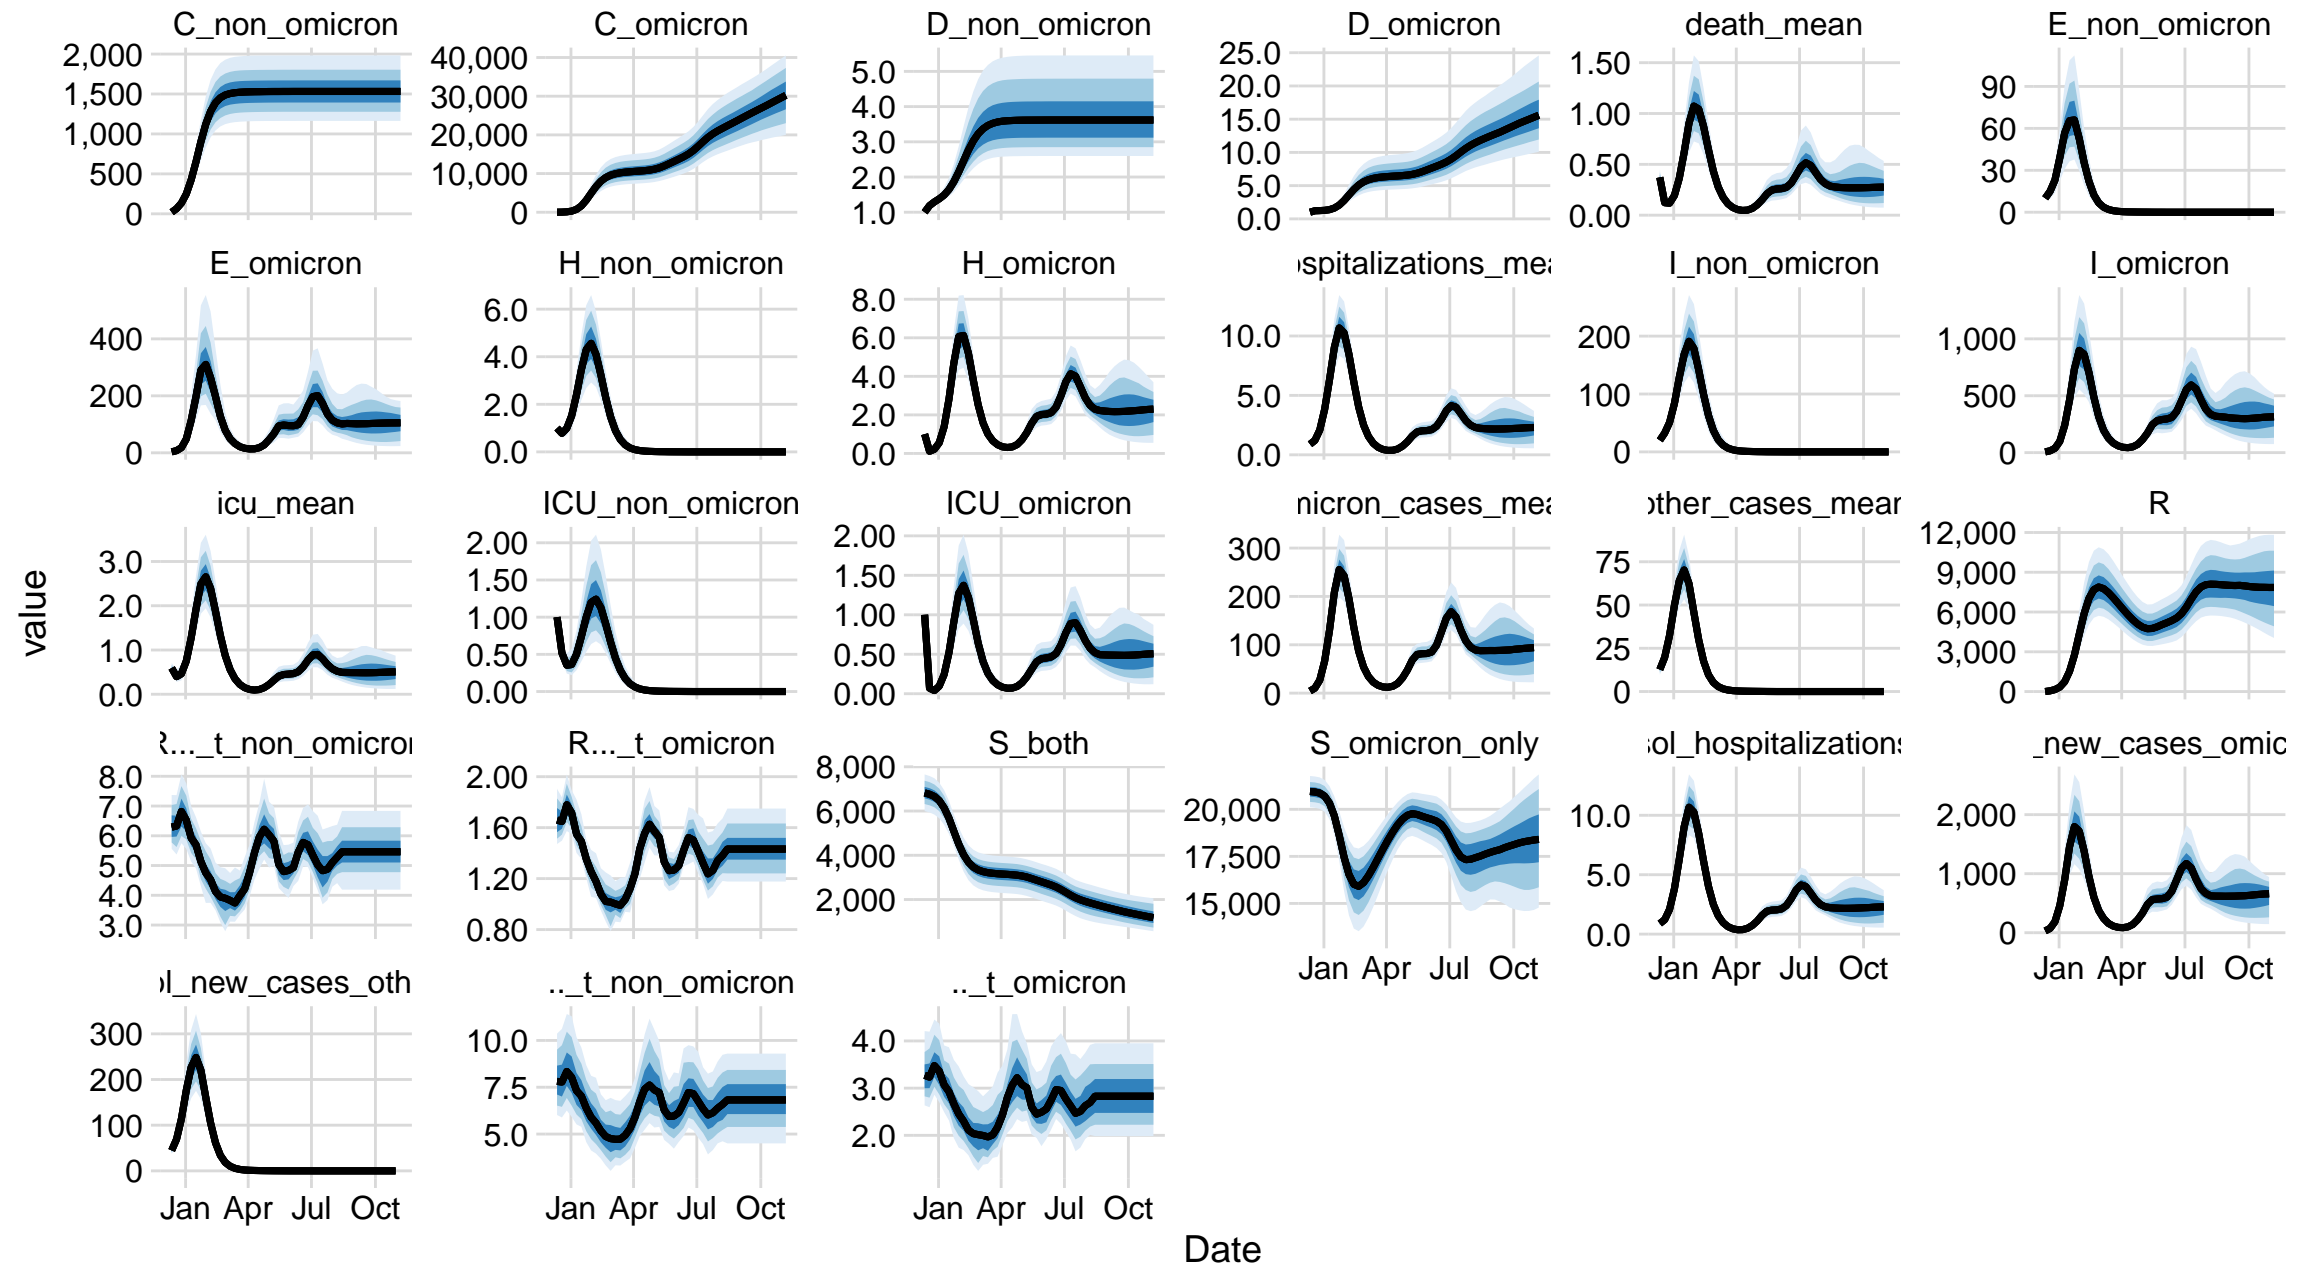 C_non_omicron C_omicron D_non_omicron D_omicron death_mean E_non_omicron
2,000 1,500 1,000 500 0
40,000 30,000 20,000 10,000 0
5.0 4.0 3.0 2.0 1.0
25.0 20.0 15.0 10.0 5.0 0.0
1.50 1.00 0.50 0.00
90 60 30 0
E_omicron H_non_omicron H_omicron ospitalizations_mea I_non_omicron I_omicron
400 200 0
6.0 4.0 2.0 0.0
8.0 6.0 4.0 2.0 0.0
10.0 5.0 0.0
200 100 0
1,000 500 0
icu_mean ICU_non_omicron ICU_omicron micron_cases_mea other_cases_mean R
3.0 2.0 1.0 0.0
2.00 1.50 1.00 0.50 0.00
2.00 1.50 1.00 0.50 0.00
300 200 100 0
75 50 25 0
12,000 9,000 6,000 3,000 0
value
R..._t_non_omicron R..._t_omicron S_both S_omicron_only sol_hospitalizations _new_cases_omic
8.0 7.0 6.0 5.0 4.0 3.0
2.00 1.60 1.20 0.80
8,000 6,000 4,000 2,000
20,000 17,500 15,000
10.0 5.0 0.0
2,000 1,000 0
Jan Apr Jul Oct Jan Apr Jul Oct Jan Apr Jul Oct
ol_new_cases_oth .._t_non_omicron .._t_omicron
300 200 100 0
10.0 7.5 5.0
4.0 3.0 2.0
Jan Apr Jul Oct Jan Apr Jul Oct Jan Apr Jul Oct
Date